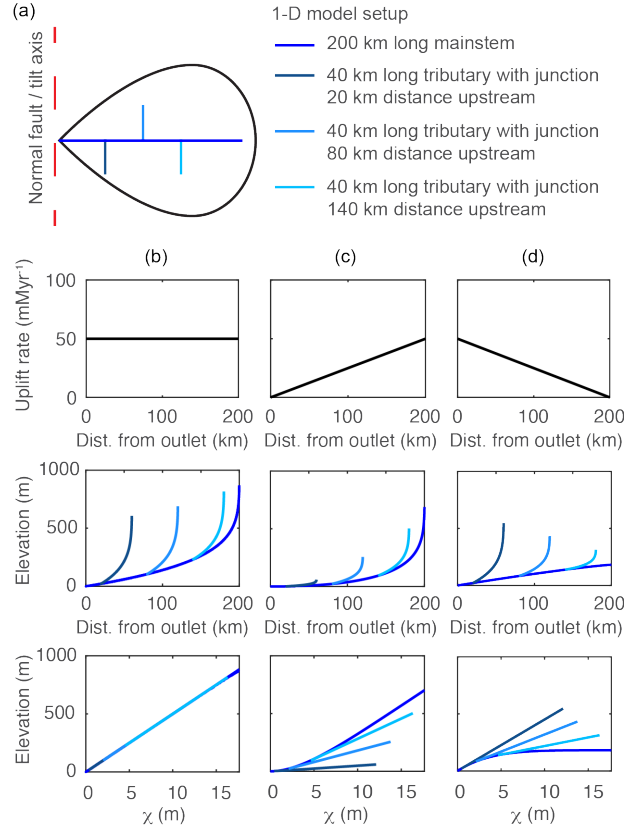 (a)
Normal fault / tilt axis
1-D model setup
200 km long mainstem
40 km long tributary with junction
20 km distance upstream
40 km long tributary with junction
80 km distance upstream
40 km long tributary with junction
140 km distance upstream
(b) (c) (d)
Uplift rate (mMyr⁻¹)
100
50
0
0 100 200 0 100 200 0 100 200
Dist. from outlet (km) Dist. from outlet (km) Dist. from outlet (km)
Elevation (m)
1000
500
0
0 100 200 0 100 200 0 100 200
Dist. from outlet (km) Dist. from outlet (km) Dist. from outlet (km)
Elevation (m)
1000
500
0
0 5 10 15 0 5 10 15 0 5 10 15
χ (m) χ (m) χ (m)